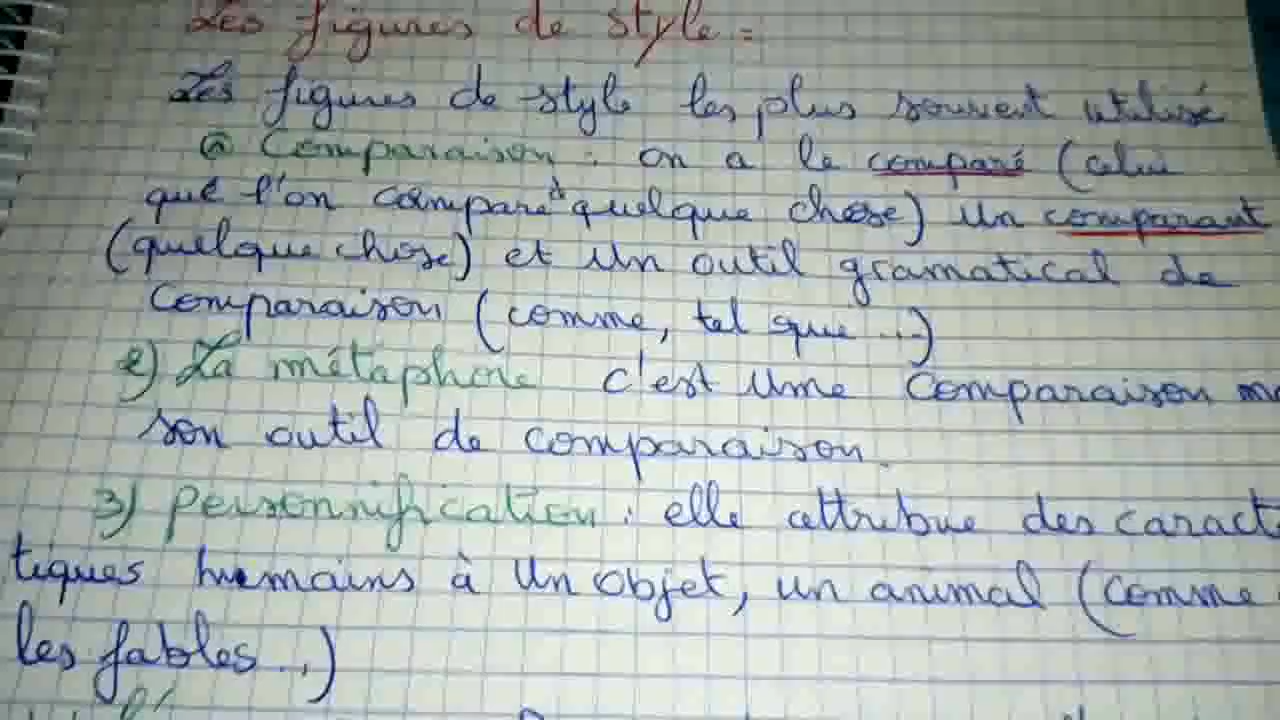 Les figures de style :
Les figures de style les plus souvent utilisé
@ Comparaison : on a le comparé (celui
que l'on compare à quelque chose) un comparant
(quelque chose) et un outil gramatical de
Comparaison (comme, tel que ...)
2) La métaphore c'est une Comparaison
son outil de comparaison.
3) personnification : elle attribue des caract
tiques humains à un objet, un animal (comme
les fables...)